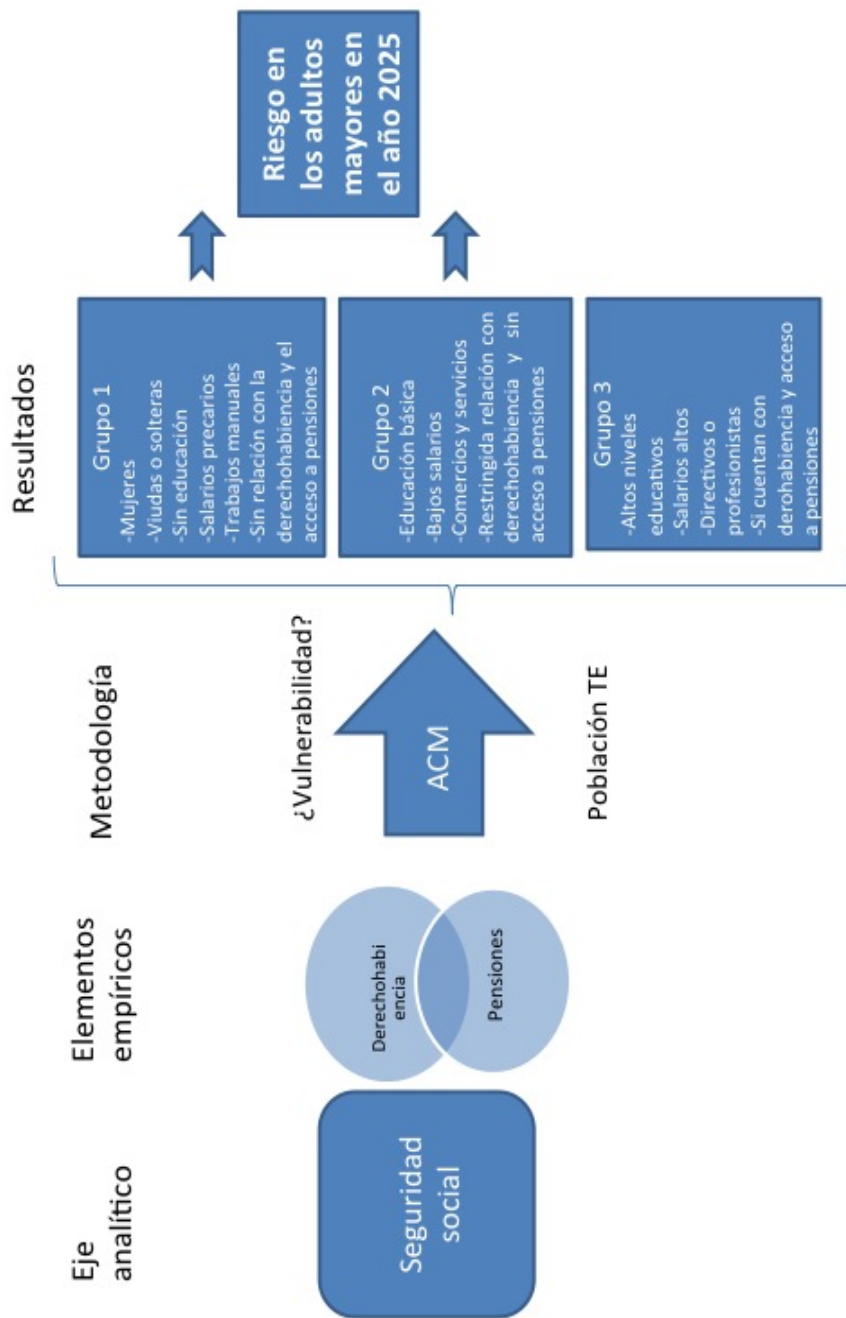 Eje
analítico
Elementos
empíricos
Metodología
Resultados
Seguridad
social
Derechohabi
encia
Pensiones
¿Vulnerabilidad?
ACM
Población TE
Grupo 1
-Mujeres
-Viudas o solteras
-Sin educación
-Salarios precarios
-Trabajos manuales
-Sin relación con la
derechohabiencia y el
acceso a pensiones
Grupo 2
-Educación básica
-Bajos salarios
-Comercios y servicios
-Restringida relación con
derechohabiencia y sin
acceso a pensiones
Grupo 3
-Altos niveles
educativos
-Salarios altos
-Directivos o
profesionistas
-Si cuentan con
derohabiencia y acceso
a pensiones
Riesgo en
los adultos
mayores en
el año 2025